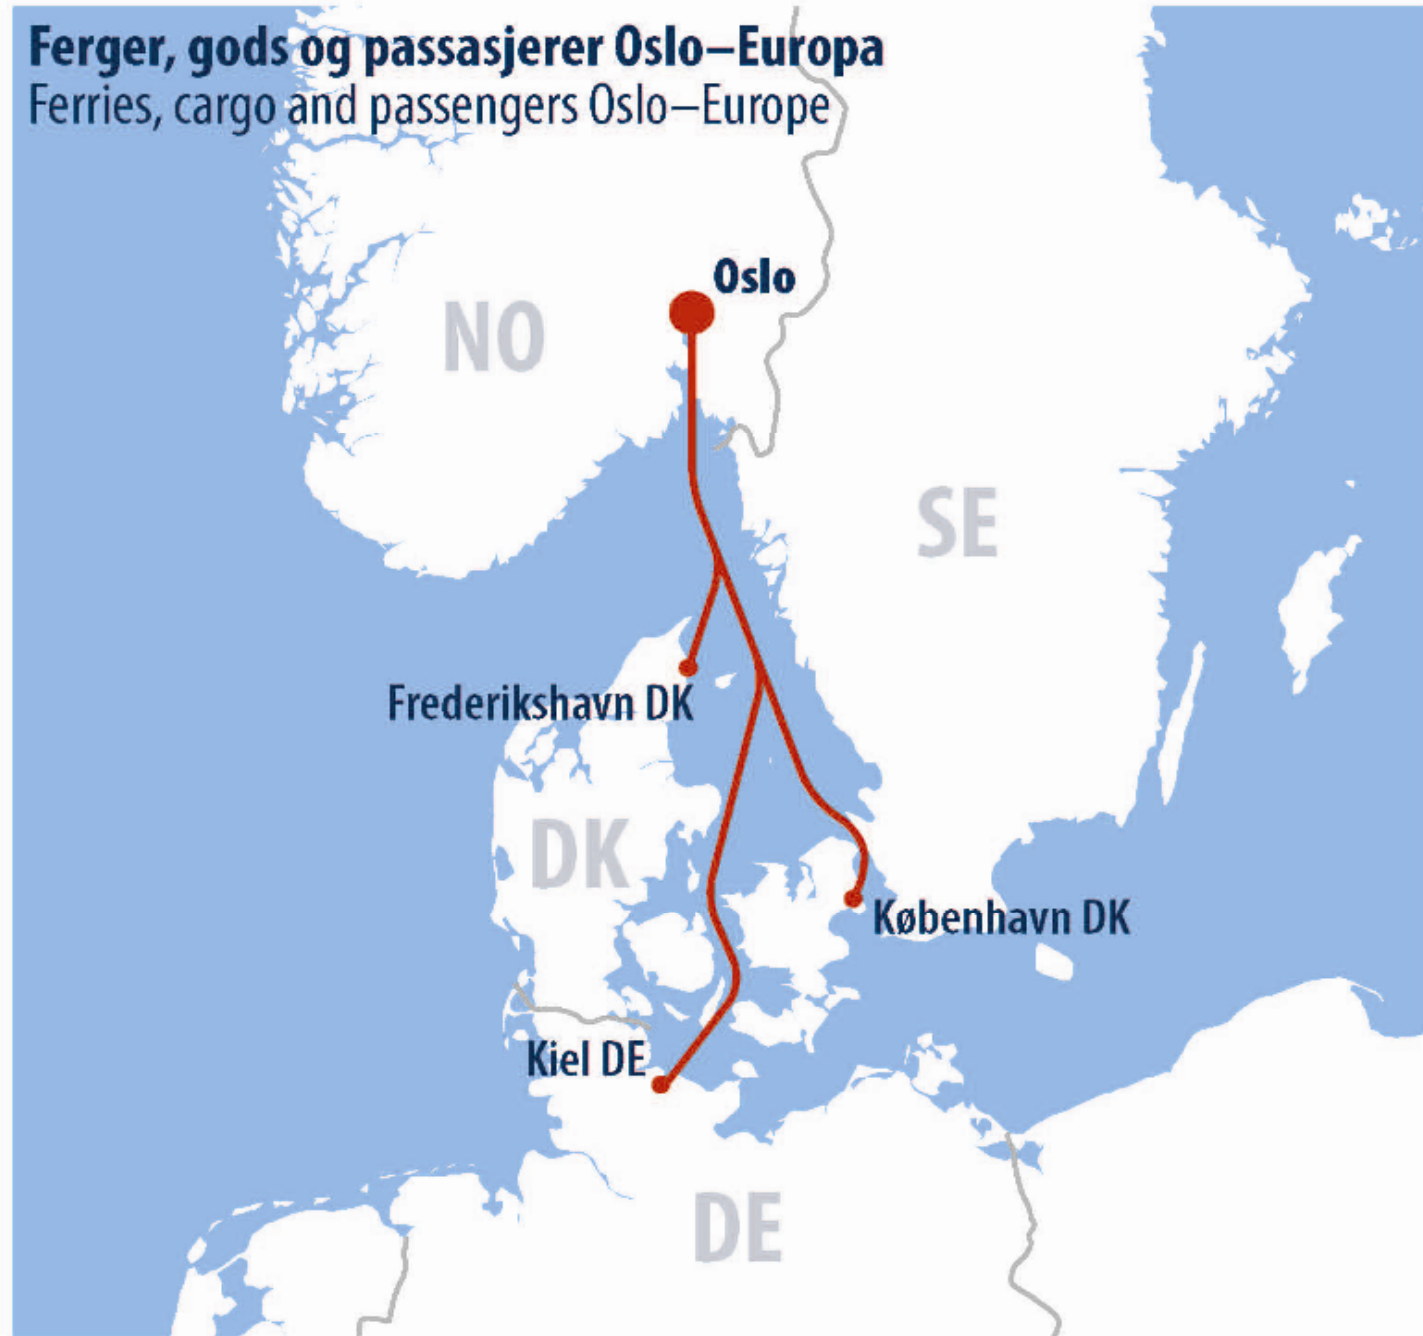 Ferger, gods og passasjerer Oslo–Europa
Ferries, cargo and passengers Oslo–Europe
Oslo
NO
SE
Frederikshavn DK
DK
København DK
Kiel DE
DE